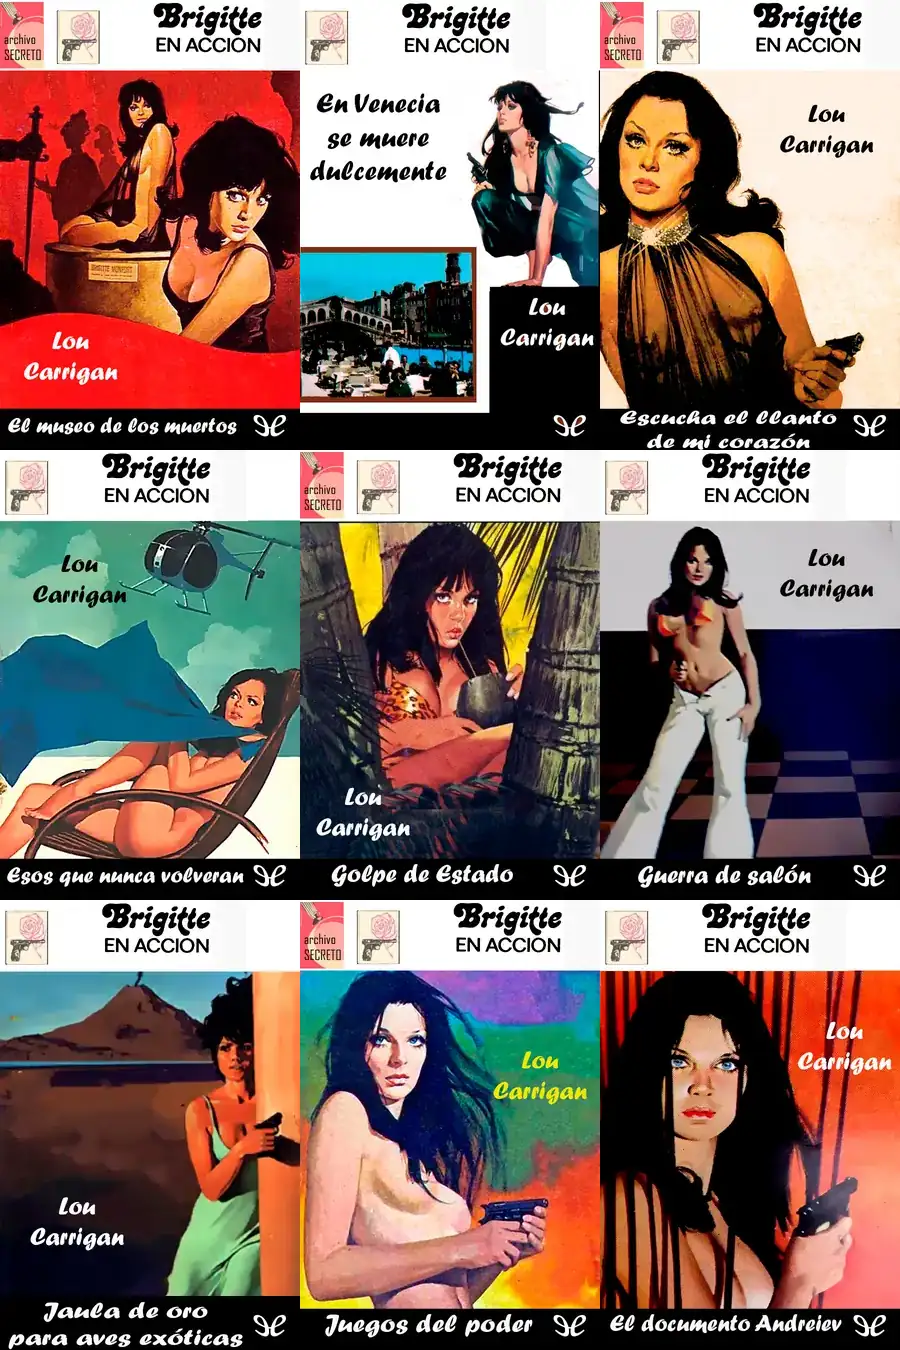 archivo
SECRETO
Brigitte
EN ACCION
BRIGITTE MONFORT
Lou
Carrigan
El museo de los muertos
Brigitte
EN ACCION
En Venecia
se muere
dulcemente
Lou
Carrigan
archivo
SECRETO
Brigitte
EN ACCION
Lou
Carrigan
Escucha el llanto
de mi corazón
Brigitte
EN ACCION
Lou
Carrigan
Esos que nunca volveran
archivo
SECRETO
Brigitte
EN ACCION
Lou
Carrigan
Golpe de Estado
Brigitte
EN ACCION
Lou
Carrigan
Guerra de salón
Brigitte
EN ACCION
Lou
Carrigan
Jaula de oro
para aves exóticas
archivo
SECRETO
Brigitte
EN ACCION
Lou
Carrigan
Juegos del poder
Brigitte
EN ACCION
Lou
Carrigan
El documento Andreiev